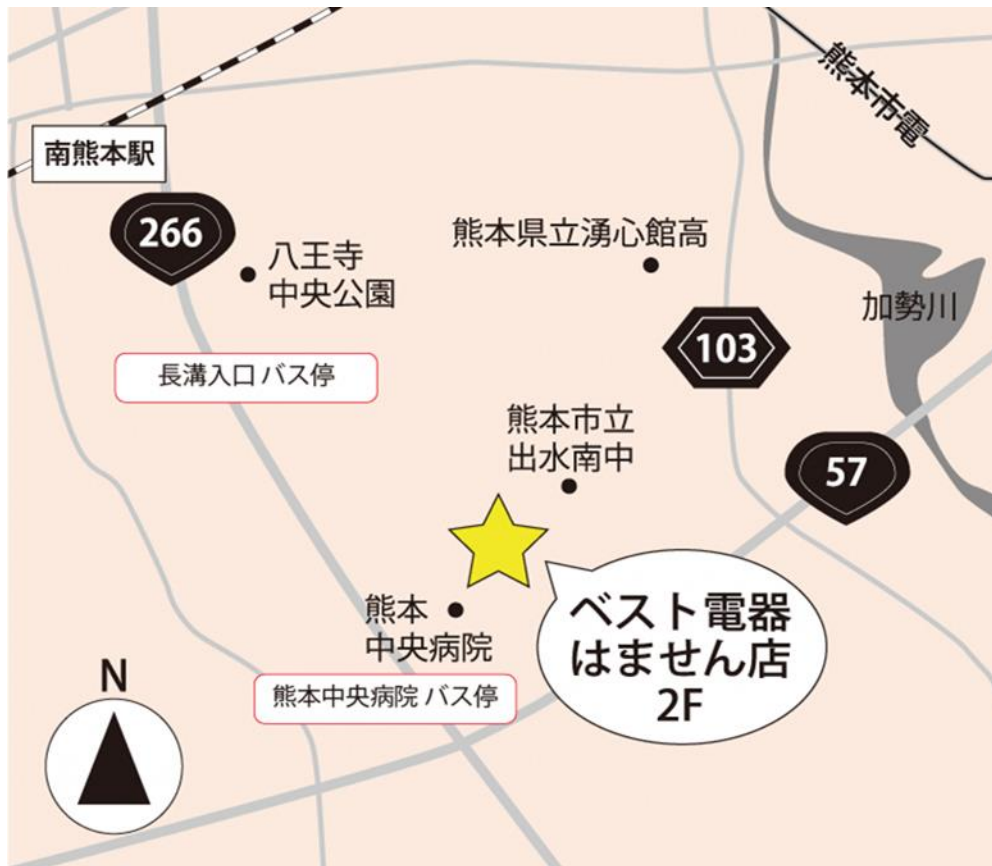 熊本市電
南熊本駅
266
八王寺
中央公園
熊本県立湧心館高
加勢川
103
長溝入口 バス停
熊本市立
出水南中
57
ベスト電器
はません店
2F
熊本
中央病院
熊本中央病院 バス停
N